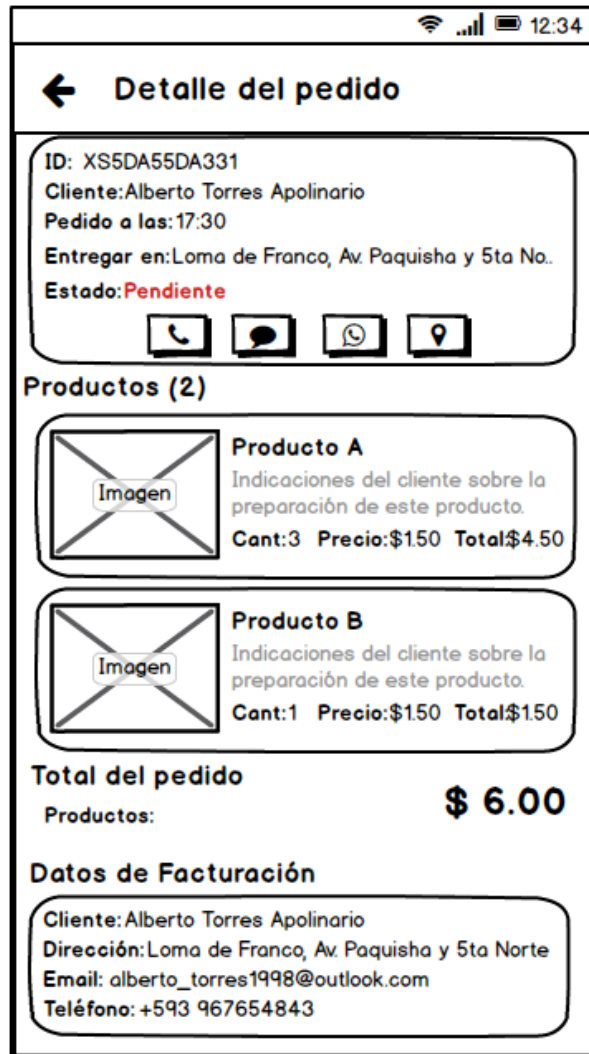 12:34
Detalle del pedido
ID: XS5DA55DA331
Cliente:Alberto Torres Apolinario
Pedido a las:17:30
Entregar en:Loma de Franco, Av. Paquisha y 5ta No..
Estado:Pendiente
Productos (2)
Imagen
Producto A
Indicaciones del cliente sobre la
preparación de este producto.
Cant:3 Precio:$1.50 Total:$4.50
Imagen
Producto B
Indicaciones del cliente sobre la
preparación de este producto.
Cant:1 Precio:$1.50 Total:$1.50
Total del pedido
Productos:
$ 6.00
Datos de Facturación
Cliente:Alberto Torres Apolinario
Dirección:Loma de Franco, Av. Paquisha y 5ta Norte
Email: alberto_torres1998@outlook.com
Teléfono: +593 967654843